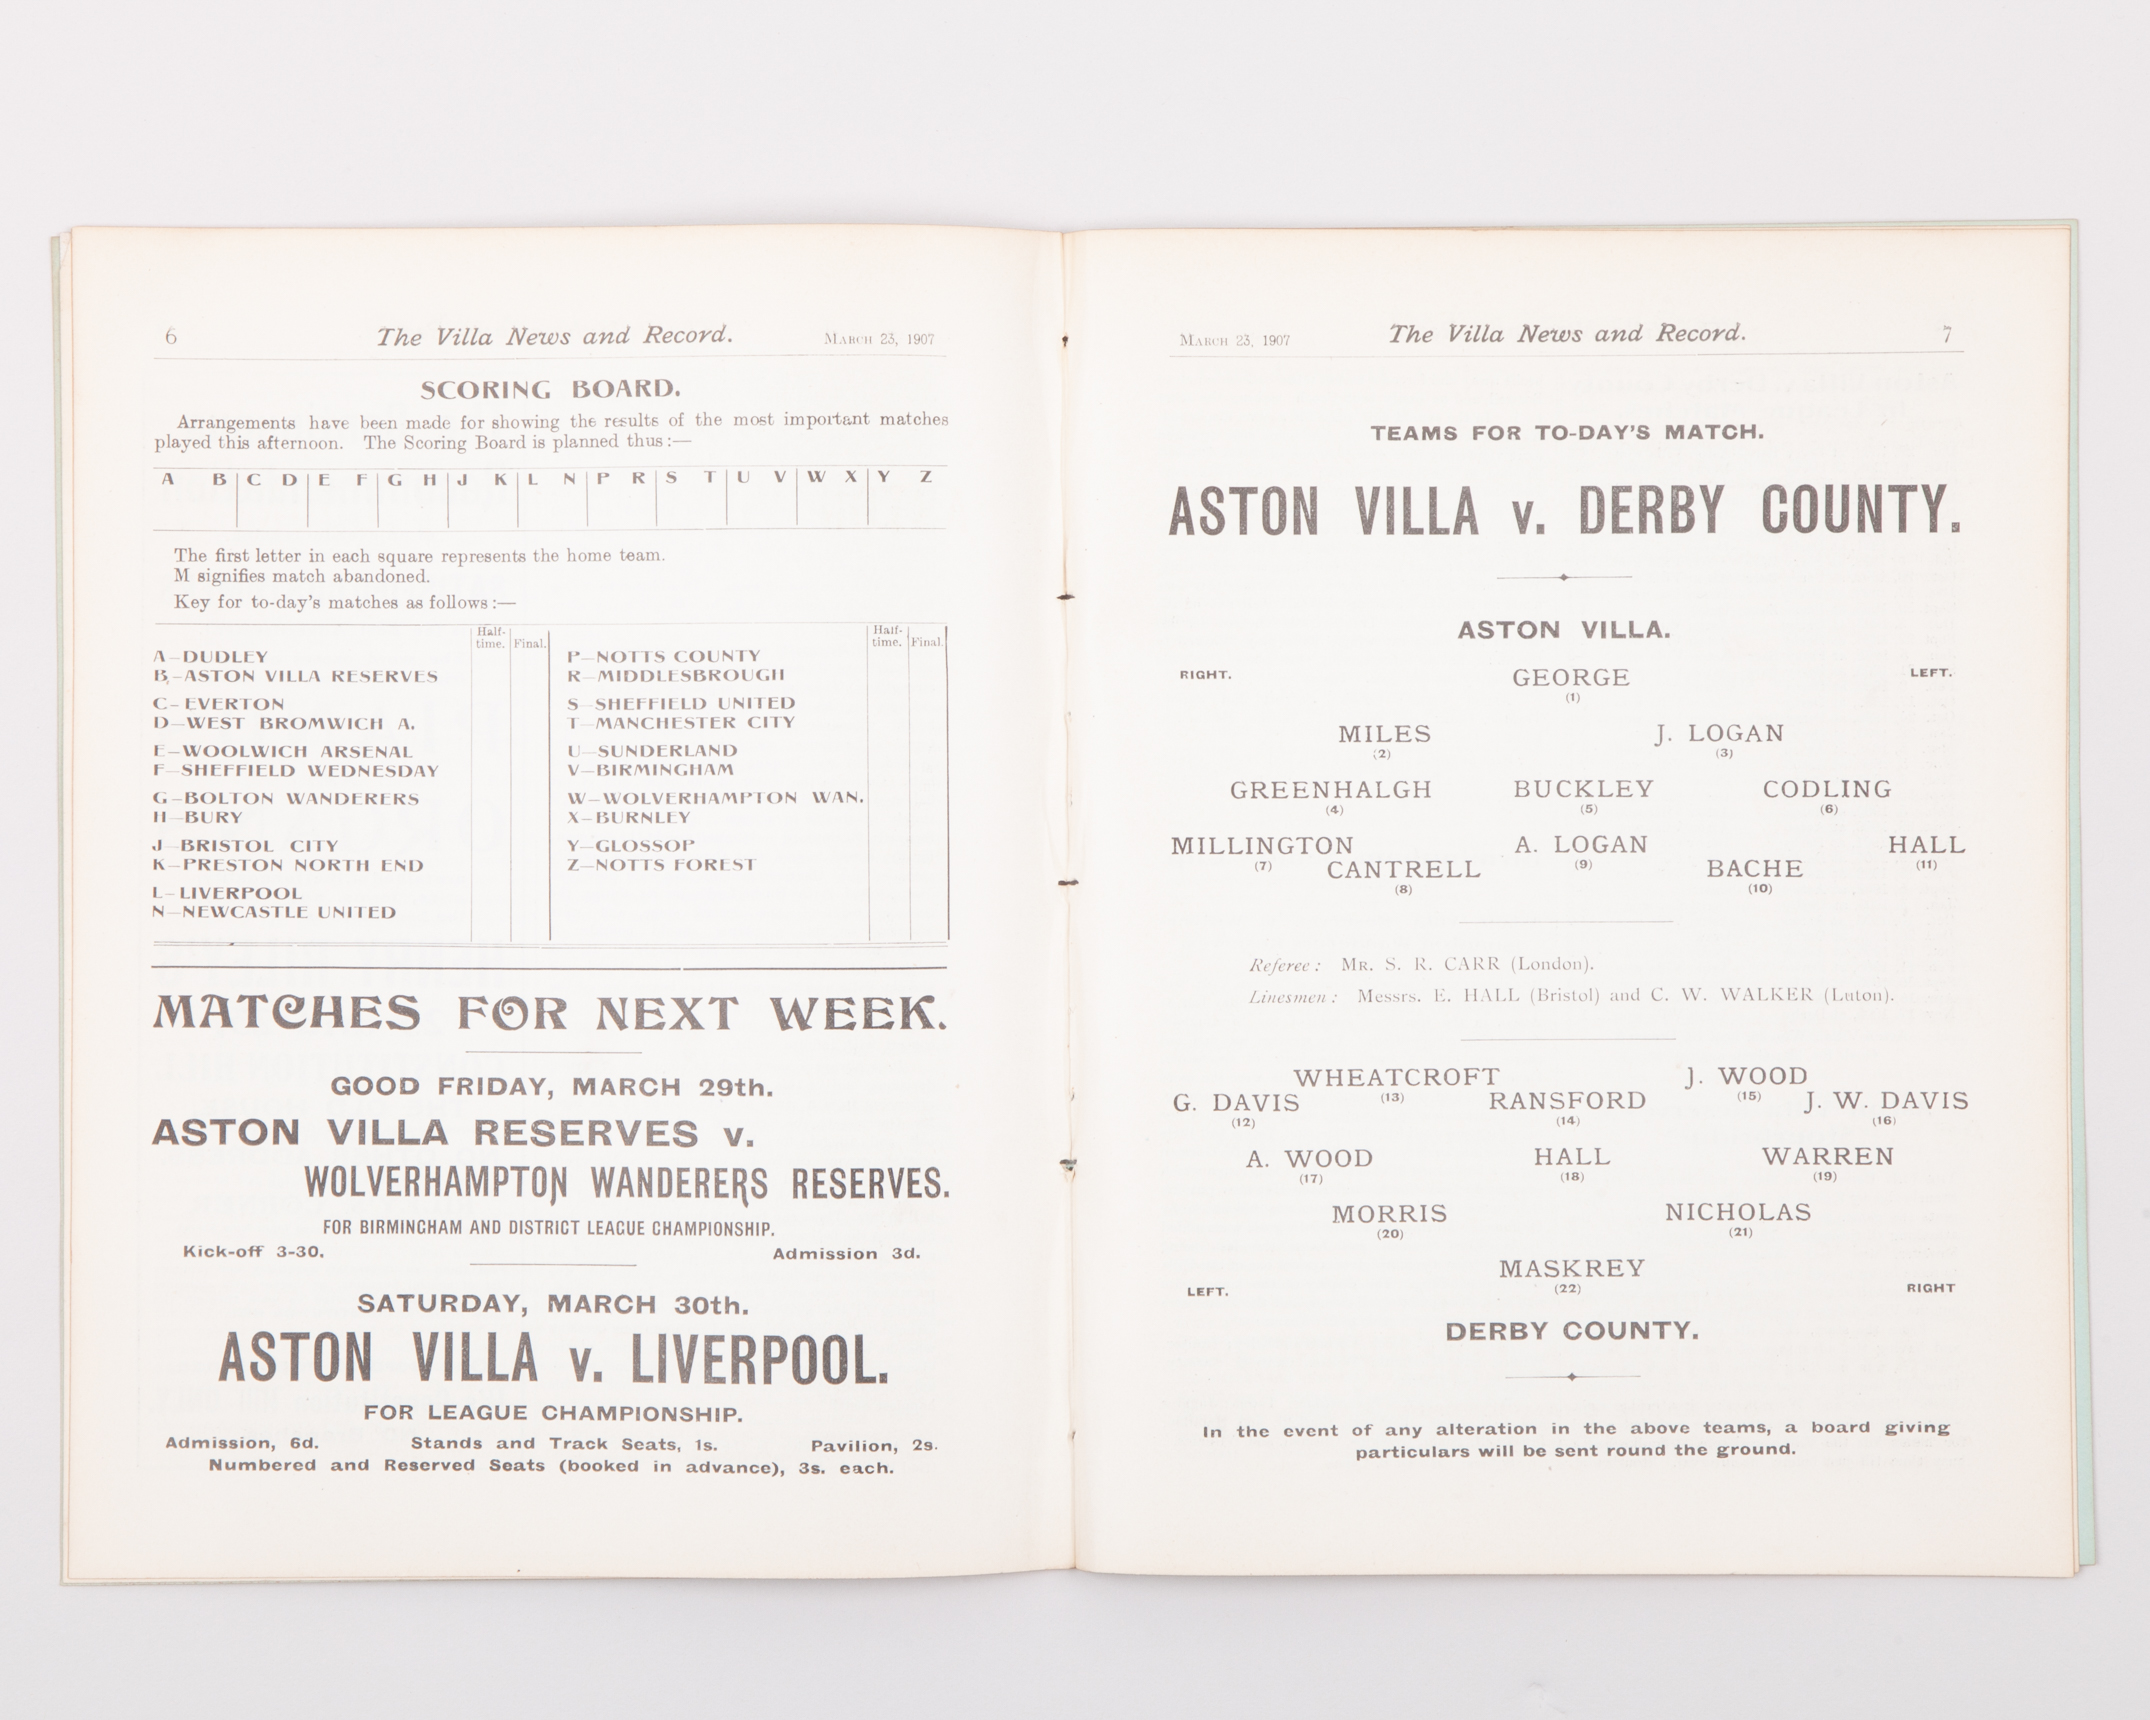 6 The Villa News and Record. March 23, 1907
SCORING BOARD.
Arrangements have been made for showing the results of the most important matches
played this afternoon. The Scoring Board is planned thus:—
A B C D E F G H J K L N P R S T U V W X Y Z
The first letter in each square represents the home team.
M signifies match abandoned.
Key for to-day's matches as follows:—
Half-time. Final.
A—DUDLEY
B,—ASTON VILLA RESERVES
C—EVERTON
D—WEST BROMWICH A.
E—WOOLWICH ARSENAL
F—SHEFFIELD WEDNESDAY
G—BOLTON WANDERERS
H—BURY
J—BRISTOL CITY
K—PRESTON NORTH END
L—LIVERPOOL
N—NEWCASTLE UNITED
Half-time. Final.
P—NOTTS COUNTY
R—MIDDLESBROUGH
S—SHEFFIELD UNITED
T—MANCHESTER CITY
U—SUNDERLAND
V—BIRMINGHAM
W—WOLVERHAMPTON WAN.
X—BURNLEY
Y—GLOSSOP
Z—NOTTS FOREST
MATCHES FOR NEXT WEEK.
GOOD FRIDAY, MARCH 29th.
ASTON VILLA RESERVES v.
WOLVERHAMPTON WANDERERS RESERVES.
FOR BIRMINGHAM AND DISTRICT LEAGUE CHAMPIONSHIP.
Kick-off 3-30. Admission 3d.
SATURDAY, MARCH 30th.
ASTON VILLA v. LIVERPOOL.
FOR LEAGUE CHAMPIONSHIP.
Admission, 6d. Stands and Track Seats, 1s. Pavilion, 2s.
Numbered and Reserved Seats (booked in advance), 3s. each.
March 23, 1907 The Villa News and Record. 7
TEAMS FOR TO-DAY'S MATCH.
ASTON VILLA v. DERBY COUNTY.
ASTON VILLA.
RIGHT. GEORGE LEFT.
(1)
MILES J. LOGAN
(2) (3)
GREENHALGH BUCKLEY CODLING
(4) (5) (6)
MILLINGTON A. LOGAN HALL
(7) (9) (11)
CANTRELL BACHE
(8) (10)
Referee: Mr. S. R. CARR (London).
Linesmen: Messrs. E. HALL (Bristol) and C. W. WALKER (Luton).
WHEATCROFT J. WOOD
(13) (15)
G. DAVIS RANSFORD J. W. DAVIS
(12) (14) (16)
A. WOOD HALL WARREN
(17) (18) (19)
MORRIS NICHOLAS
(20) (21)
MASKREY
(22)
LEFT. RIGHT
DERBY COUNTY.
In the event of any alteration in the above teams, a board giving
particulars will be sent round the ground.